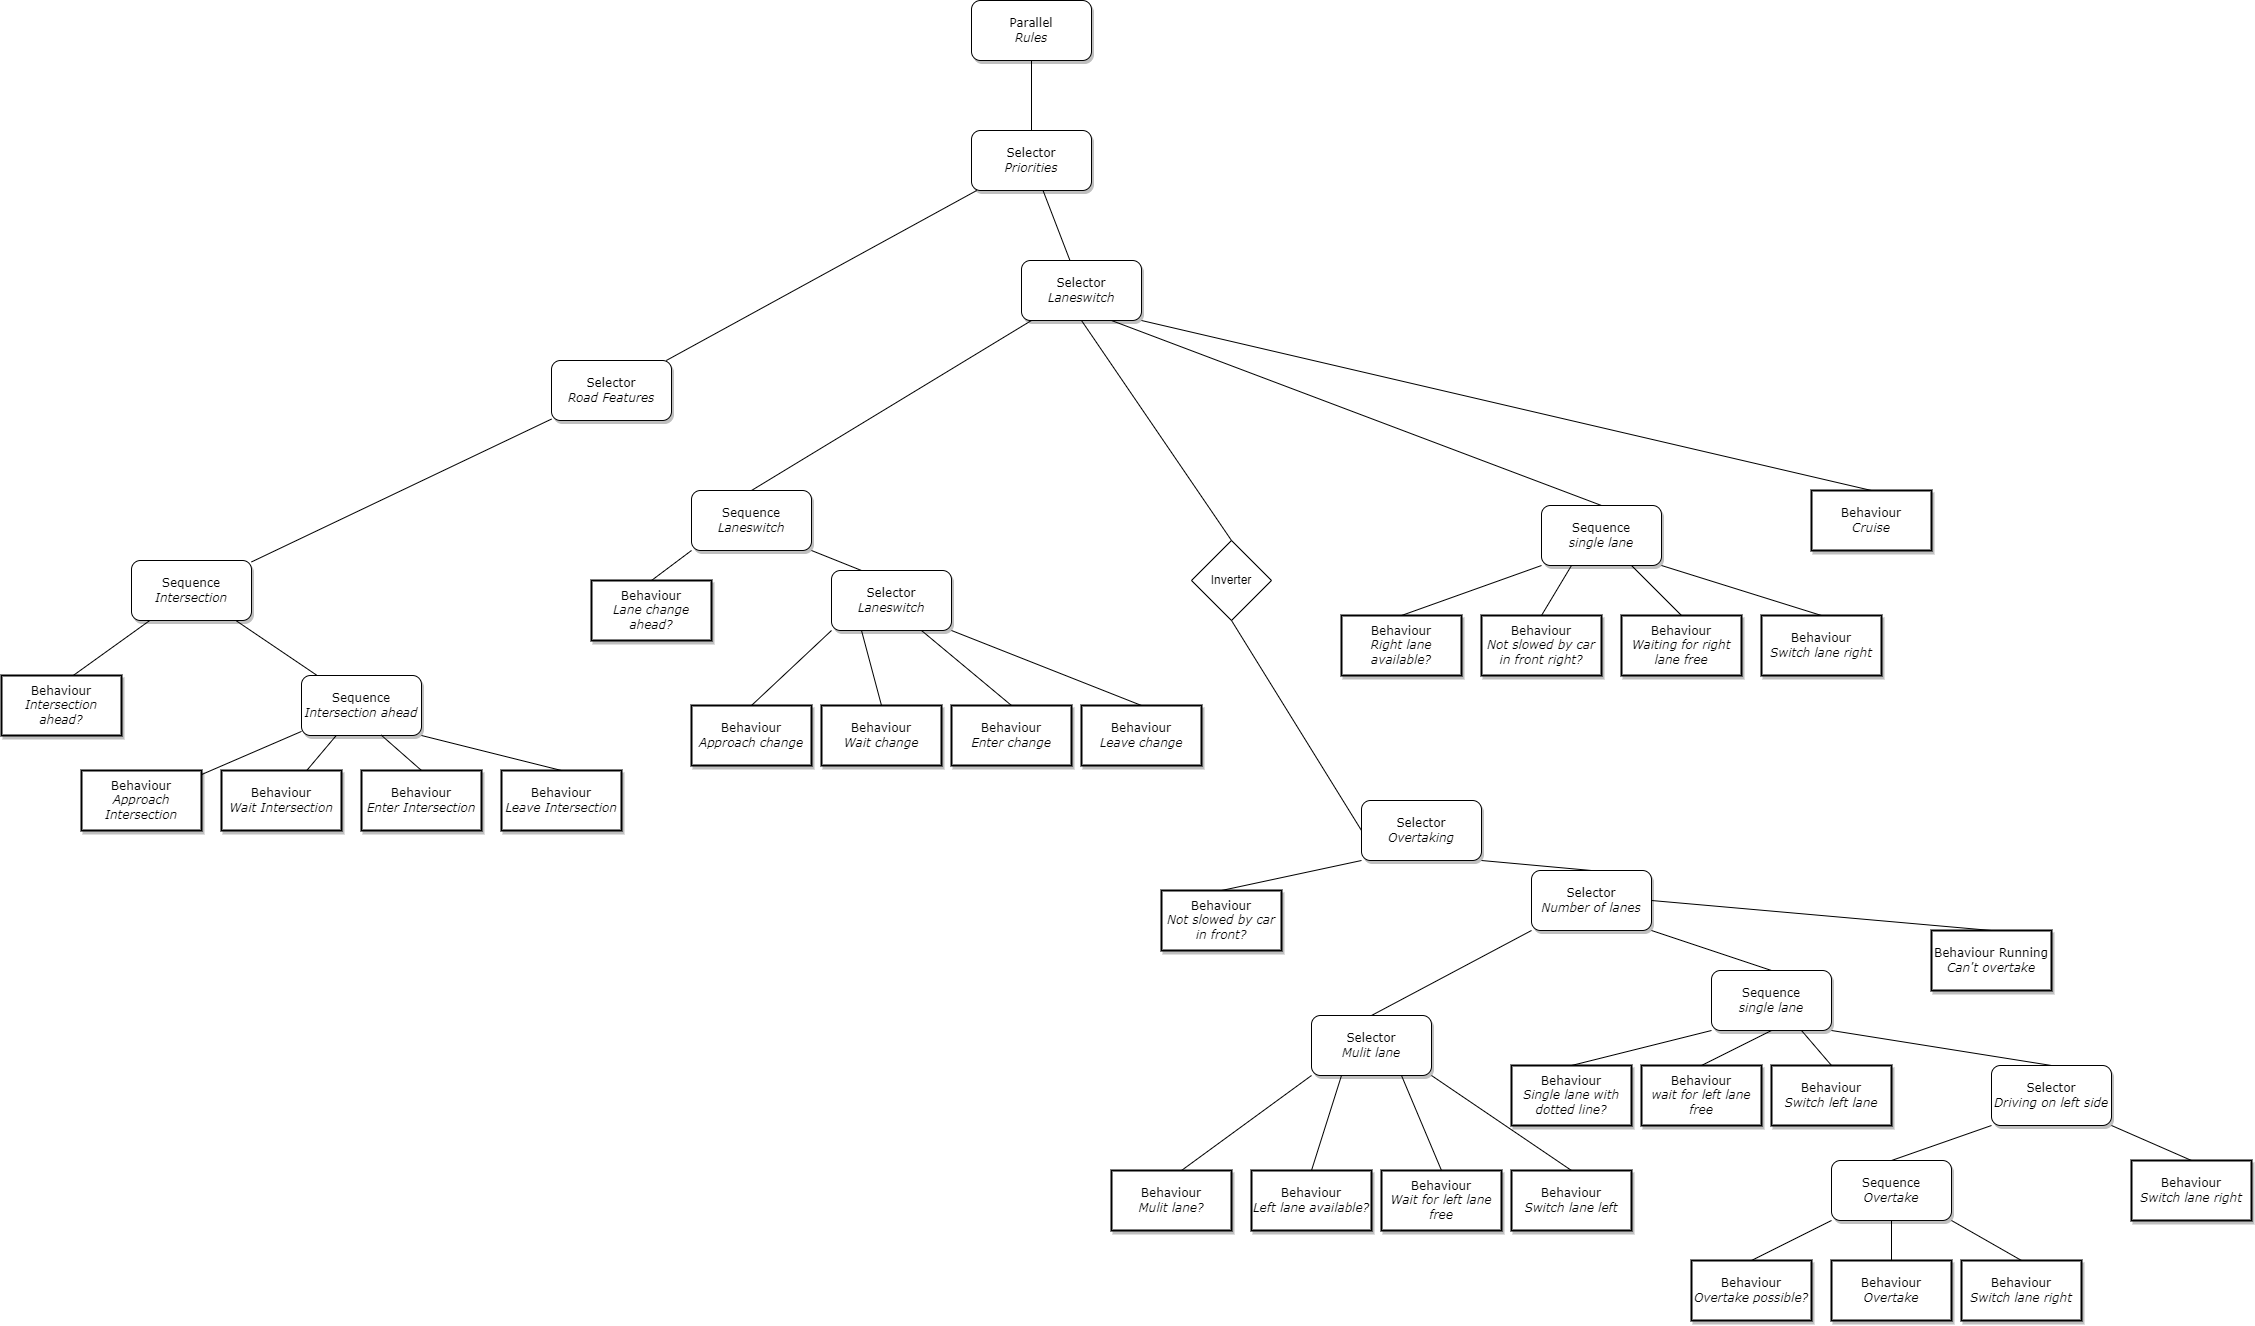 Parallel
Rules
Selector
Priorities
Selector
Laneswitch
Selector
Road Features
Sequence
Laneswitch
Behaviour
Cruise
Sequence
single lane
Inverter
Sequence
Intersection
Behaviour
Lane change
ahead?
Selector
Laneswitch
Behaviour
Right lane
available?
Behaviour
Not slowed by car
in front right?
Behaviour
Waiting for right
lane free
Behaviour
Switch lane right
Behaviour
Intersection
ahead?
Sequence
Intersection ahead
Behaviour
Approach change
Behaviour
Wait change
Behaviour
Enter change
Behaviour
Leave change
Behaviour
Approach
Intersection
Behaviour
Wait Intersection
Behaviour
Enter Intersection
Behaviour
Leave Intersection
Selector
Overtaking
Behaviour
Not slowed by car
in front?
Selector
Number of lanes
Behaviour Running
Can't overtake
Sequence
single lane
Selector
Mulit lane
Behaviour
Single lane with
dotted line?
Behaviour
wait for left lane
free
Behaviour
Switch left lane
Selector
Driving on left side
Behaviour
Mulit lane?
Behaviour
Left lane available?
Behaviour
Wait for left lane
free
Behaviour
Switch lane left
Sequence
Overtake
Behaviour
Switch lane right
Behaviour
Overtake possible?
Behaviour
Overtake
Behaviour
Switch lane right